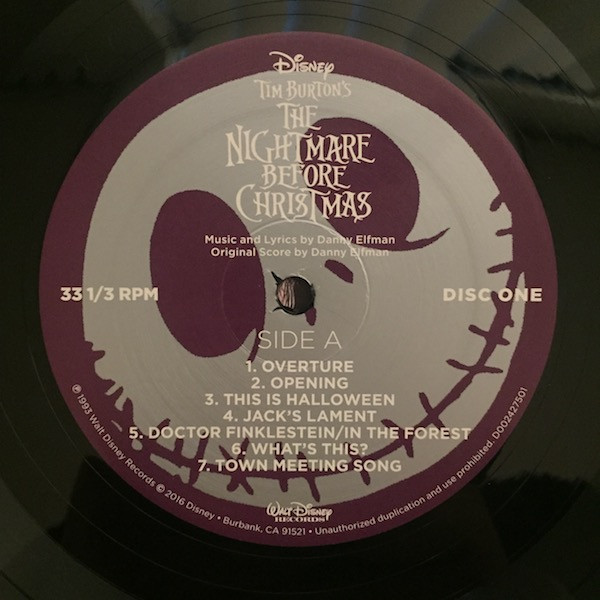 Disney
TIM BURTON'S
THE
NIGHTMARE
BEFORE
CHRISTMAS
Music and Lyrics by Danny Elfman
Original Score by Danny Elfman
33 1/3 RPM
DISC ONE
SIDE A
1. OVERTURE
2. OPENING
3. THIS IS HALLOWEEN
4. JACK'S LAMENT
5. DOCTOR FINKLESTEIN/IN THE FOREST
6. WHAT'S THIS?
7. TOWN MEETING SONG
WALT DISNEY
RECORDS
℗ 1993 Walt Disney Records © 2016 Disney • Burbank, CA 91521 • Unauthorized duplication and use prohibited. D002427501